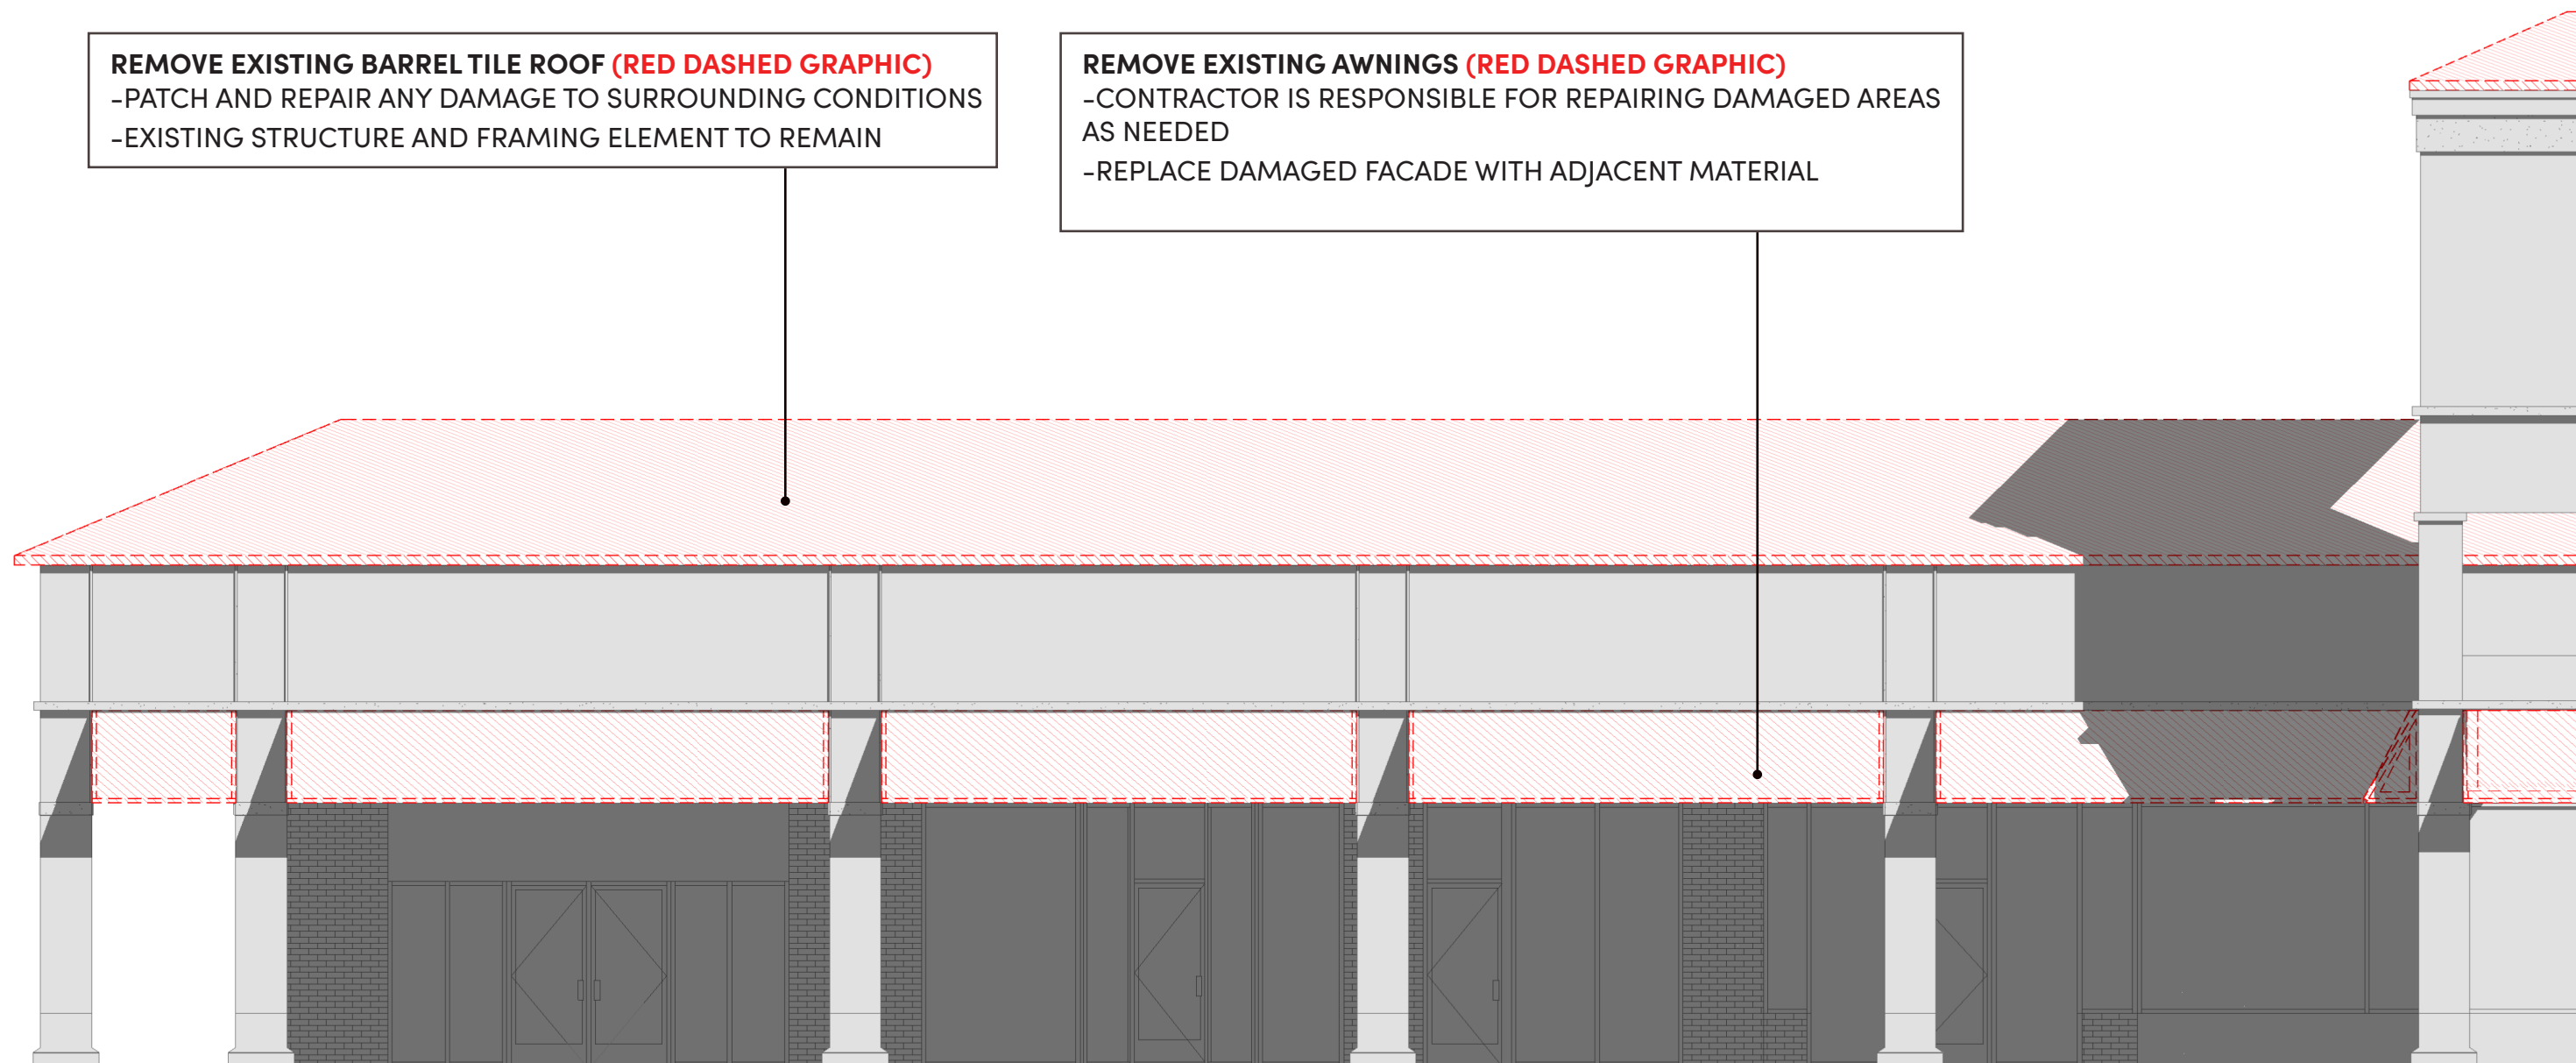 REMOVE EXISTING BARREL TILE ROOF (RED DASHED GRAPHIC)
-PATCH AND REPAIR ANY DAMAGE TO SURROUNDING CONDITIONS
-EXISTING STRUCTURE AND FRAMING ELEMENT TO REMAIN
REMOVE EXISTING AWNINGS (RED DASHED GRAPHIC)
-CONTRACTOR IS RESPONSIBLE FOR REPAIRING DAMAGED AREAS
AS NEEDED
-REPLACE DAMAGED FACADE WITH ADJACENT MATERIAL